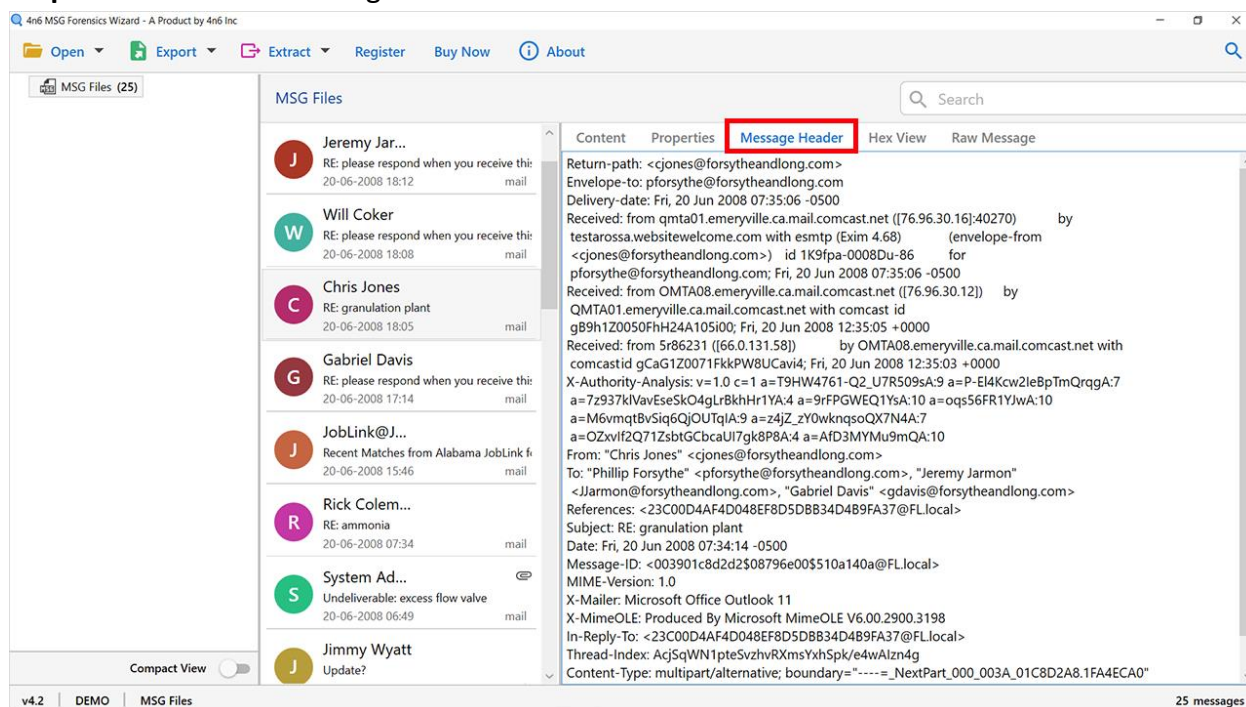 4n6 MSG Forensics Wizard - A Product by 4n6 Inc
Open Export Extract Register Buy Now About
MSG Files (25)
MSG Files
Search
Jeremy Jar...
RE: please respond when you receive this
20-06-2008 18:12 mail
Will Coker
RE: please respond when you receive this
20-06-2008 18:08 mail
Chris Jones
RE: granulation plant
20-06-2008 18:05 mail
Gabriel Davis
RE: please respond when you receive this
20-06-2008 17:14 mail
JobLink@J...
Recent Matches from Alabama JobLink f
20-06-2008 15:46 mail
Rick Colem...
RE: ammonia
20-06-2008 07:34 mail
System Ad...
Undeliverable: excess flow valve
20-06-2008 06:49 mail
Jimmy Wyatt
Update?
Content Properties Message Header Hex View Raw Message
Return-path: <cjones@forsytheandlong.com>
Envelope-to: pforsythe@forsytheandlong.com
Delivery-date: Fri, 20 Jun 2008 07:35:06 -0500
Received: from qmta01.emeryville.ca.mail.comcast.net ([76.96.30.16]:40270) by
testarossa.websitewelcome.com with esmtp (Exim 4.68) (envelope-from
<cjones@forsytheandlong.com>) id 1K9fpa-0008Du-86 for
pforsythe@forsytheandlong.com; Fri, 20 Jun 2008 07:35:06 -0500
Received: from OMTA08.emeryville.ca.mail.comcast.net ([76.96.30.12]) by
QMTA01.emeryville.ca.mail.comcast.net with comcast id
gB9h1Z0050FhH24A105i00; Fri, 20 Jun 2008 12:35:05 +0000
Received: from 5r86231 ([66.0.131.58]) by OMTA08.emeryville.ca.mail.comcast.net with
comcastid gCaG1Z0071FkkPW8UCavi4; Fri, 20 Jun 2008 12:35:03 +0000
X-Authority-Analysis: v=1.0 c=1 a=T9HW4761-Q2_U7R509sA:9 a=P-El4Kcw2IeBpTmQrqgA:7
a=7z937kIVavEseSkO4gLrBkhHr1YA:4 a=9rFPGWEQ1YsA:10 a=oqs56FR1YJwA:10
a=M6vmqtBvSiq6QjOUTqIA:9 a=z4jZ_zY0wknqsoQX7N4A:7
a=OZxvIf2Q71ZsbtGCbcaUI7gk8P8A:4 a=AfD3MYMu9mQA:10
From: "Chris Jones" <cjones@forsytheandlong.com>
To: "Phillip Forsythe" <pforsythe@forsytheandlong.com>, "Jeremy Jarmon"
<JJarmon@forsytheandlong.com>, "Gabriel Davis" <gdavis@forsytheandlong.com>
References: <23C00D4AF4D048EF8D5DBB34D4B9FA37@FL.local>
Subject: RE: granulation plant
Date: Fri, 20 Jun 2008 07:34:14 -0500
Message-ID: <003901c8d2d2$08796e00$510a140a@FL.local>
MIME-Version: 1.0
X-Mailer: Microsoft Office Outlook 11
X-MimeOLE: Produced By Microsoft MimeOLE V6.00.2900.3198
In-Reply-To: <23C00D4AF4D048EF8D5DBB34D4B9FA37@FL.local>
Thread-Index: AcjSqWN1pteSvzhvRXmsYxhSpk/e4wAIzn4g
Content-Type: multipart/alternative; boundary="----=_NextPart_000_003A_01C8D2A8.1FA4ECA0"
Compact View
v4.2 DEMO MSG Files 25 messages